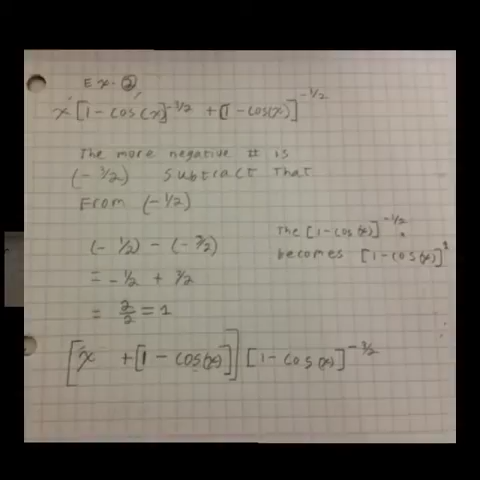 Ex. ②
x [1 - cos(x)]^-3/2 + [1 - cos(x)]^-1/2
The more negative it is
(- 3/2) subtract that
From (- 1/2)
(- 1/2) - (- 3/2)
= - 1/2 + 3/2
= 2/2 = 1
The [1 - cos(x)]^-1/2
becomes [1 - cos(x)]^1
[x + [1 - cos(x)]] [1 - cos(x)]^-3/2